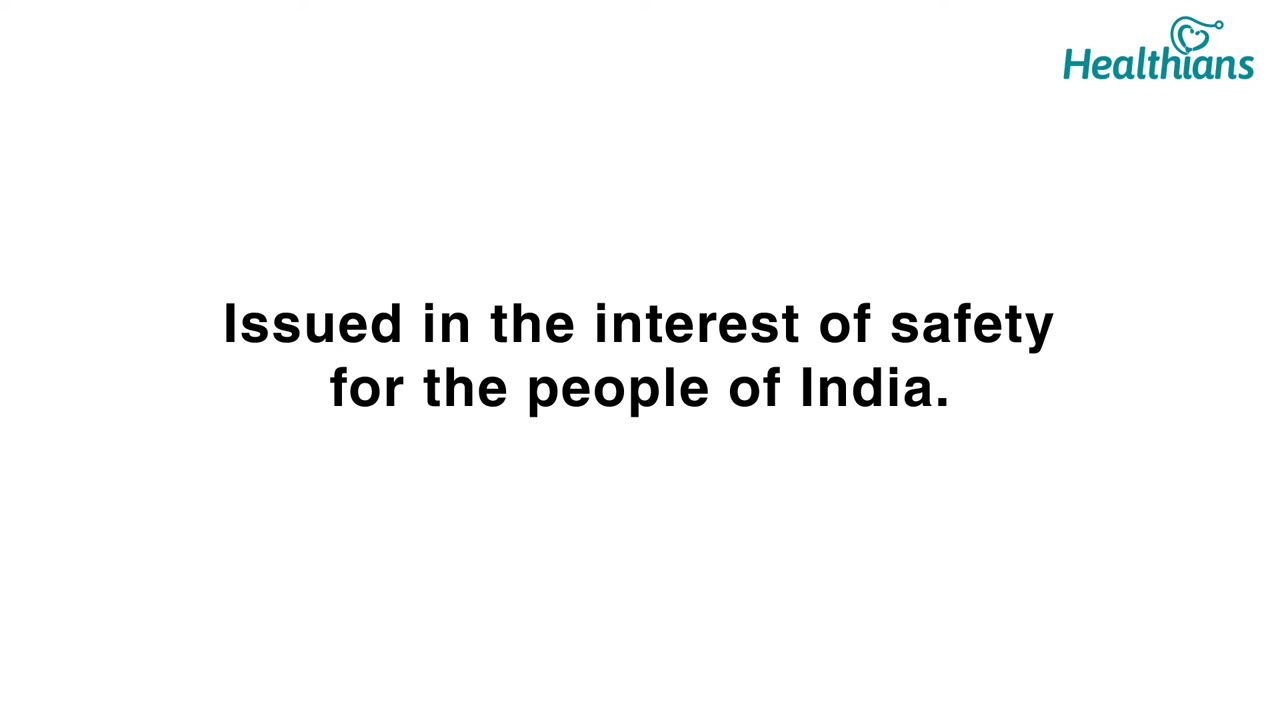 Healthians
Issued in the interest of safety
for the people of India.